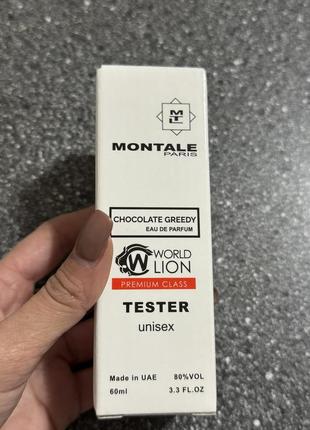 MTL
MONTALE
PARIS
CHOCOLATE GREEDY
EAU DE PARFUM
WORLD
LION
PREMIUM CLASS
TESTER
unisex
Made in UAE 80%VOL
60ml 3.3 FL.OZ